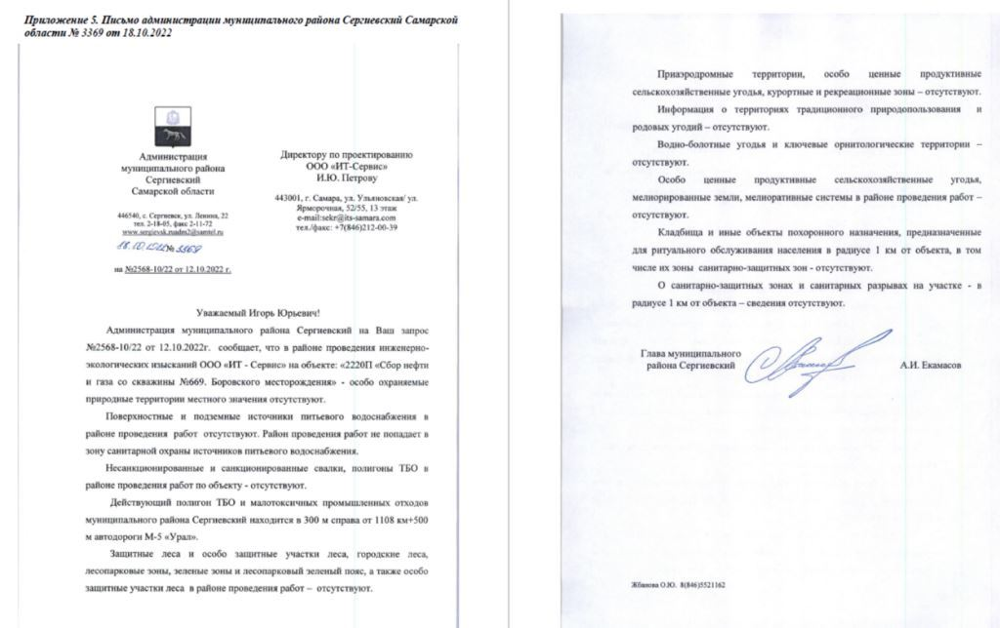 Приложение 5. Письмо администрации муниципального района Сергиевский Самарской
области № 3369 от 18.10.2022
Администрация
муниципального района
Сергиевский
Самарской области
446540, с. Сергиевск, ул. Ленина, 22
тел. 2-18-05, факс 2-11-72
www.sergievsk.ruadm2@samtel.ru
18.10.2022 № 3369
на №2568-10/22 от 12.10.2022 г.
Директору по проектированию
ООО «ИТ-Сервис»
И.Ю. Петрову
443001, г. Самара, ул. Ульяновская/ ул.
Ярморочная, 52/55, 13 этаж
e-mail:sekr@its-samara.com
тел./факс: +7(846)212-00-39
Уважаемый Игорь Юрьевич!
Администрация муниципального района Сергиевский на Ваш запрос
№2568-10/22 от 12.10.2022г. сообщает, что в районе проведения инженерно-
экологических изысканий ООО «ИТ - Сервис» на объекте: «2220П «Сбор нефти
и газа со скважины №669. Боровского месторождения» - особо охраняемые
природные территории местного значения отсутствуют.
Поверхностные и подземные источники питьевого водоснабжения в
районе проведения работ отсутствуют. Район проведения работ не попадает в
зону санитарной охраны источников питьевого водоснабжения.
Несанкционированные и санкционированные свалки, полигоны ТБО в
районе проведения работ по объекту - отсутствуют.
Действующий полигон ТБО и малотоксичных промышленных отходов
муниципального района Сергиевский находится в 300 м справа от 1108 км+500
м автодороги М-5 «Урал».
Защитные леса и особо защитные участки леса, городские леса,
лесопарковые зоны, зеленые зоны и лесопарковый зеленый пояс, а также особо
защитные участки леса в районе проведения работ – отсутствуют.
Приаэродромные территории, особо ценные продуктивные
сельскохозяйственные угодья, курортные и рекреационные зоны – отсутствуют.
Информация о территориях традиционного природопользования и
родовых угодий – отсутствуют.
Водно-болотные угодья и ключевые орнитологические территории –
отсутствуют.
Особо ценные продуктивные сельскохозяйственные угодья,
мелиорированные земли, мелиоративные системы в районе проведения работ –
отсутствуют.
Кладбища и иные объекты похоронного назначения, предназначенные
для ритуального обслуживания населения в радиусе 1 км от объекта, в том
числе их зоны санитарно-защитных зон - отсутствуют.
О санитарно-защитных зонах и санитарных разрывах на участке - в
радиусе 1 км от объекта – сведения отсутствуют.
Глава муниципального
района Сергиевский
А.И. Екамасов
Жбанова О.Ю. 8(846)5521162